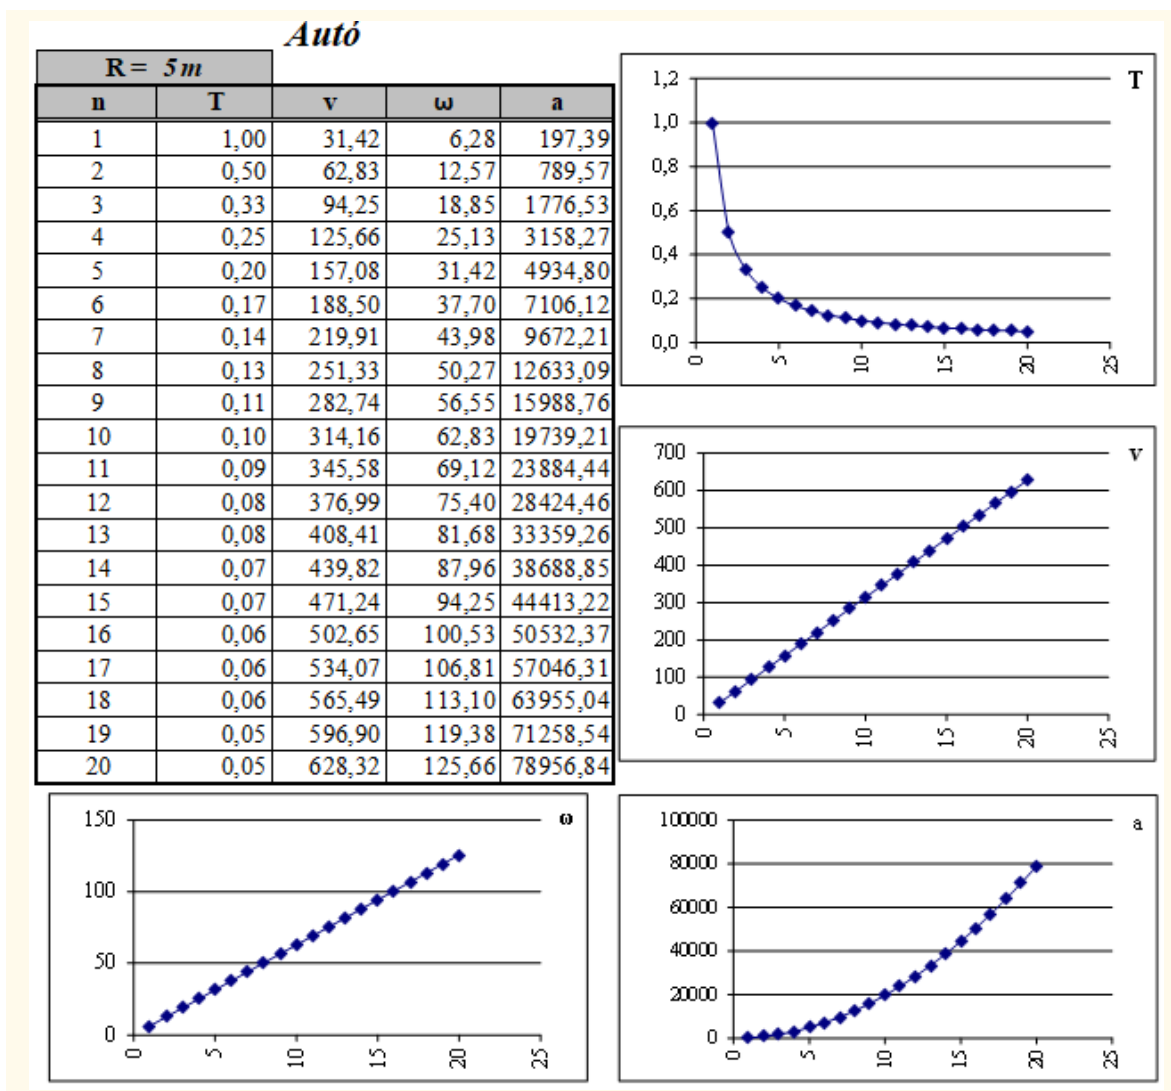 Autó
R = 5 m
n T v ω a
1 1,00 31,42 6,28 197,39
2 0,50 62,83 12,57 789,57
3 0,33 94,25 18,85 1776,53
4 0,25 125,66 25,13 3158,27
5 0,20 157,08 31,42 4934,80
6 0,17 188,50 37,70 7106,12
7 0,14 219,91 43,98 9672,21
8 0,13 251,33 50,27 12633,09
9 0,11 282,74 56,55 15988,76
10 0,10 314,16 62,83 19739,21
11 0,09 345,58 69,12 23884,44
12 0,08 376,99 75,40 28424,46
13 0,08 408,41 81,68 33359,26
14 0,07 439,82 87,96 38688,85
15 0,07 471,24 94,25 44413,22
16 0,06 502,65 100,53 50532,37
17 0,06 534,07 106,81 57046,31
18 0,06 565,49 113,10 63955,04
19 0,05 596,90 119,38 71258,54
20 0,05 628,32 125,66 78956,84
T
1,2
1,0
0,8
0,6
0,4
0,2
0,0
0 5 10 15 20 25
v
700
600
500
400
300
200
100
0
0 5 10 15 20 25
ω
150
100
50
0
0 5 10 15 20 25
a
100000
80000
60000
40000
20000
0
0 5 10 15 20 25